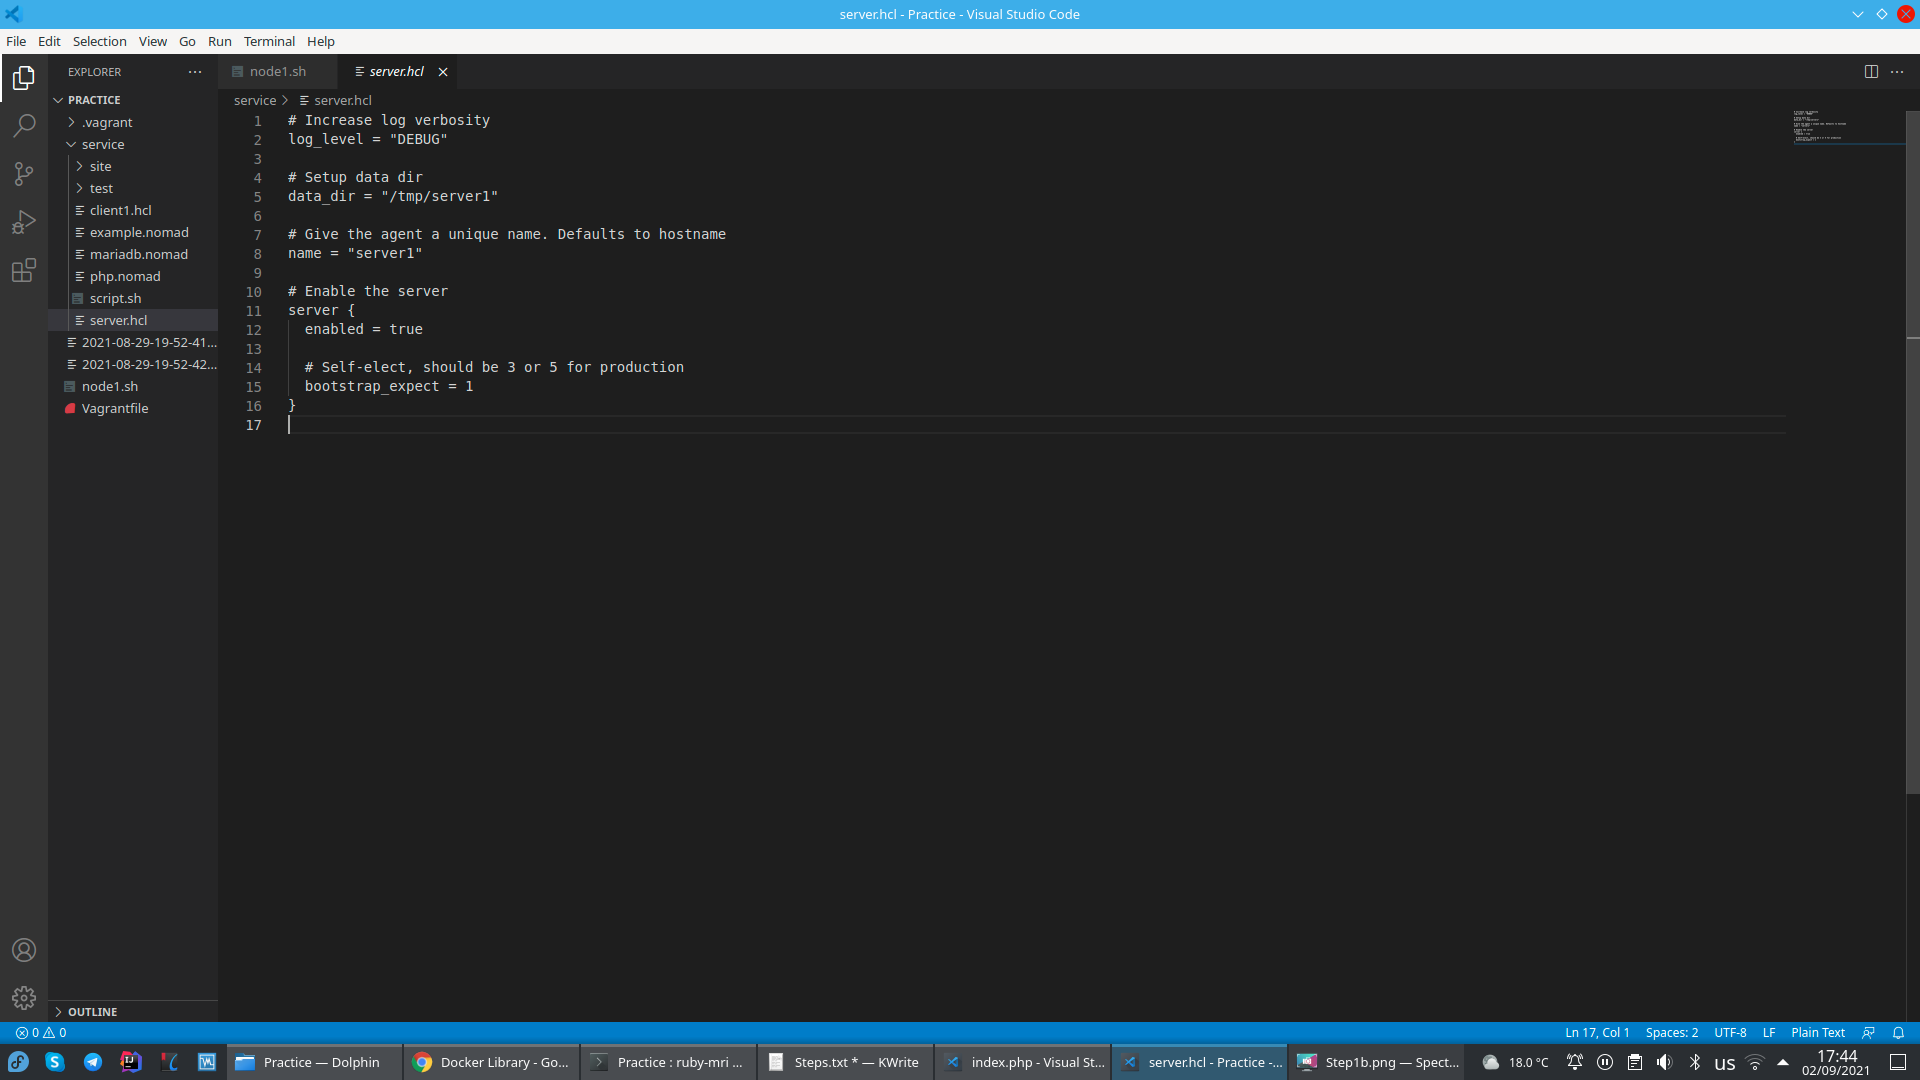 server.hcl - Practice - Visual Studio Code
File Edit Selection View Go Run Terminal Help
EXPLORER
node1.sh
server.hcl
PRACTICE
.vagrant
service
site
test
client1.hcl
example.nomad
mariadb.nomad
php.nomad
script.sh
server.hcl
2021-08-29-19-52-41...
2021-08-29-19-52-42...
node1.sh
Vagrantfile
OUTLINE
service > server.hcl
1 # Increase log verbosity
2 log_level = "DEBUG"
3
4 # Setup data dir
5 data_dir = "/tmp/server1"
6
7 # Give the agent a unique name. Defaults to hostname
8 name = "server1"
9
10 # Enable the server
11 server {
12 enabled = true
13
14 # Self-elect, should be 3 or 5 for production
15 bootstrap_expect = 1
16 }
17
0 0
Ln 17, Col 1 Spaces: 2 UTF-8 LF Plain Text
Practice — Dolphin
Docker Library - Go...
Practice : ruby-mri ...
Steps.txt * — KWrite
index.php - Visual St...
server.hcl - Practice -...
Step1b.png — Spect...
18.0 °C
us
17:44
02/09/2021